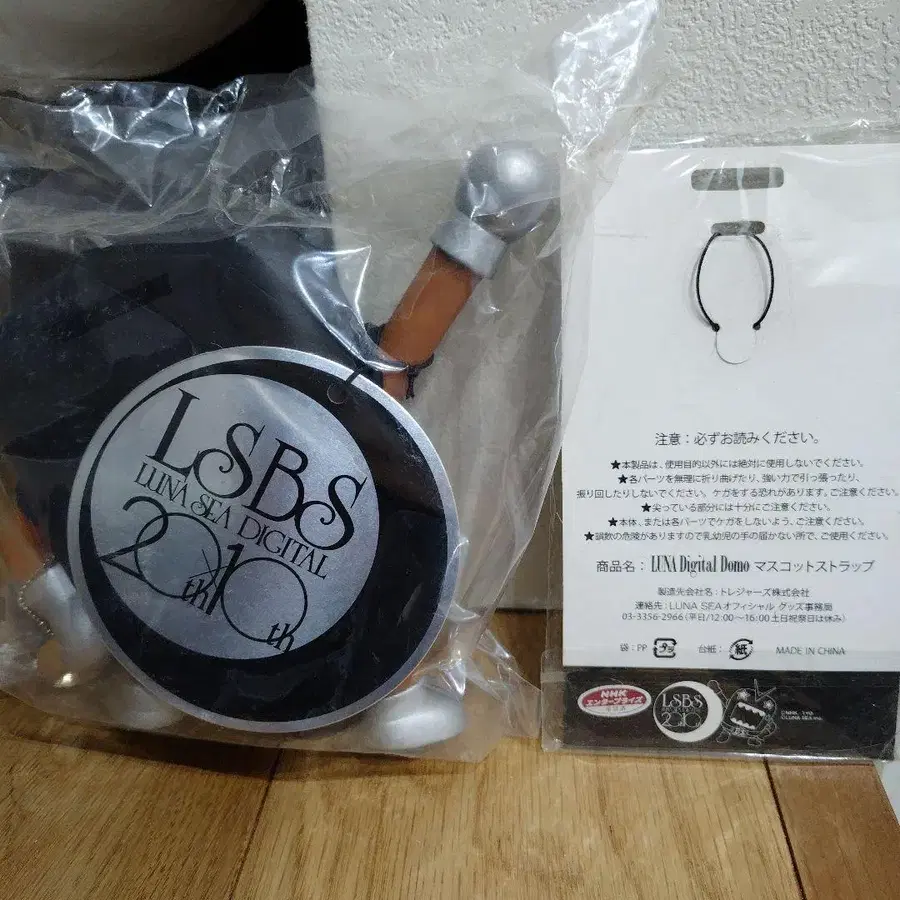 LSBS
LUNA SEA DIGITAL
20th×10th
注意：必ずお読みください。
★本製品は、使用目的以外には絶対に使用しないでください。
★各パーツを無理に折り曲げたり、強い力で引っ張ったり、
振り回したりしないでください。ケガをする恐れがあります。ご注意ください。
★尖っている部分には十分にご注意ください。
★本体、または各パーツでケガをしないよう、ご注意ください。
★誤飲の危険がありますので乳幼児の手の届かない所で、ご使用ください。
商品名：LUNA Digital Domo マスコットストラップ
製造元会社名：トレジャーズ株式会社
連絡先：LUNA SEAオフィシャル グッズ事務局
03-3356-2966（平日/12:00～16:00 土日祝祭日は休み）
袋：PP プラ 台紙：紙 MADE IN CHINA
NHK
エンタープライズ
LSBS
2010
©NHK・TYO
©LUNA SEA Inc.